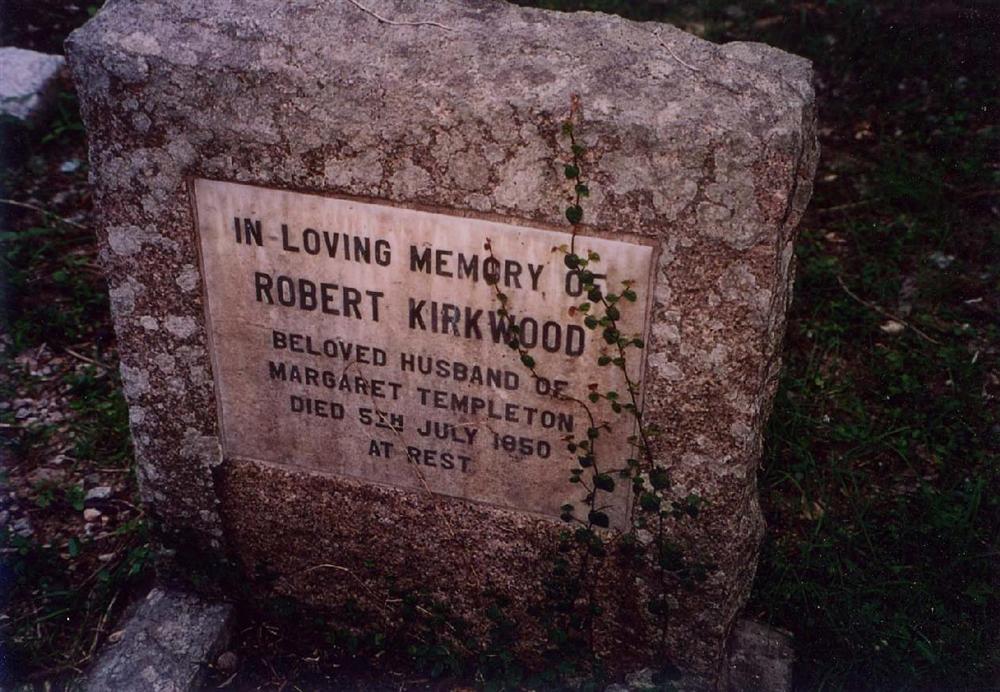 IN LOVING MEMORY OF
ROBERT KIRKWOOD
BELOVED HUSBAND OF
MARGARET TEMPLETON
DIED 5TH JULY 1950
AT REST